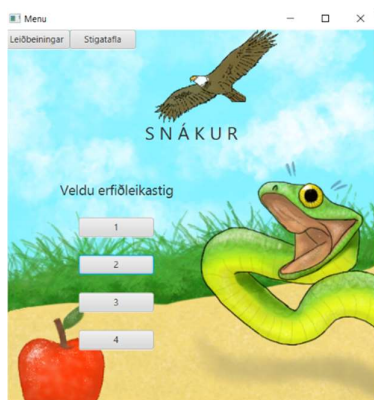 Menu
Leiðbeiningar Stigatafla
SNÁKUR
Veldu erfiðleikastig
1
2
3
4